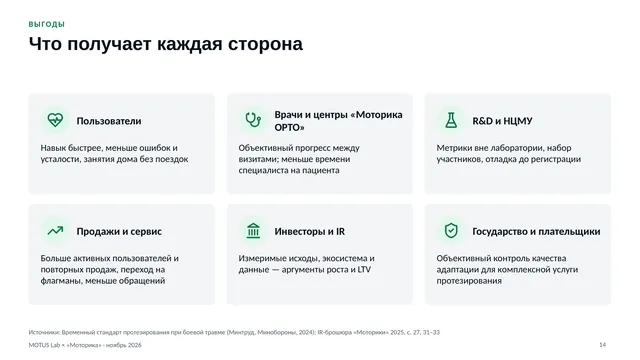 ВЫГОДЫ
Что получает каждая сторона
Пользователи
Навык быстрее, меньше ошибок и
усталости, занятия дома без поездок
Врачи и центры «Моторика
ОРТО»
Объективный прогресс между
визитами; меньше времени
специалиста на пациента
R&D и НЦМУ
Метрики вне лаборатории, набор
участников, отладка до регистрации
Продажи и сервис
Больше активных пользователей и
повторных продаж, переход на
флагманы, меньше обращений
Инвесторы и IR
Измеримые исходы, экосистема и
данные — аргументы роста и LTV
Государство и плательщики
Объективный контроль качества
адаптации для комплексной услуги
протезирования
Источники: Временный стандарт протезирования при боевой травме (Минтруд, Минобороны, 2024); IR-брошюра «Моторики» 2025, с. 27, 31–33
MOTUS Lab × «Моторика» · ноябрь 2026
14